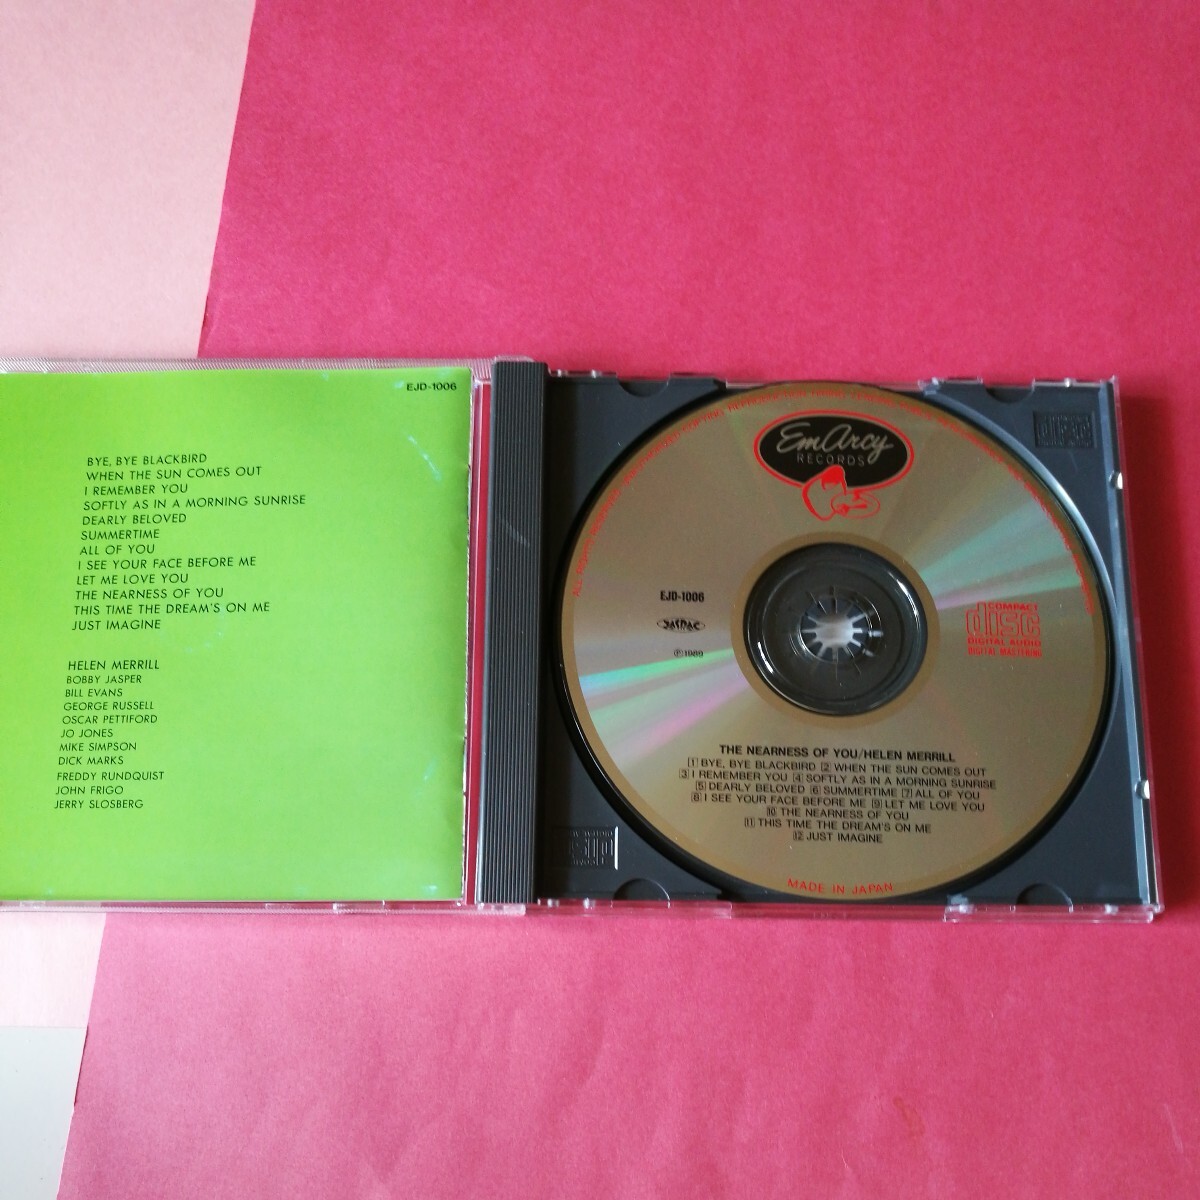 EJD-1006
BYE, BYE BLACKBIRD
WHEN THE SUN COMES OUT
I REMEMBER YOU
SOFTLY AS IN A MORNING SUNRISE
DEARLY BELOVED
SUMMERTIME
ALL OF YOU
I SEE YOUR FACE BEFORE ME
LET ME LOVE YOU
THE NEARNESS OF YOU
THIS TIME THE DREAM'S ON ME
JUST IMAGINE
HELEN MERRILL
BOBBY JASPER
BILL EVANS
GEORGE RUSSELL
OSCAR PETTIFORD
JO JONES
MIKE SIMPSON
DICK MARKS
FREDDY RUNDQUIST
JOHN FRIGO
JERRY SLOSBERG
EmArcy
RECORDS
EJD-1006
JASRAC
℗1989
COMPACT
disc
DIGITAL AUDIO
DIGITAL MASTERING
THE NEARNESS OF YOU/HELEN MERRILL
1 BYE, BYE BLACKBIRD 2 WHEN THE SUN COMES OUT
3 I REMEMBER YOU 4 SOFTLY AS IN A MORNING SUNRISE
5 DEARLY BELOVED 6 SUMMERTIME 7 ALL OF YOU
8 I SEE YOUR FACE BEFORE ME 9 LET ME LOVE YOU
10 THE NEARNESS OF YOU
11 THIS TIME THE DREAM'S ON ME
12 JUST IMAGINE
MADE IN JAPAN